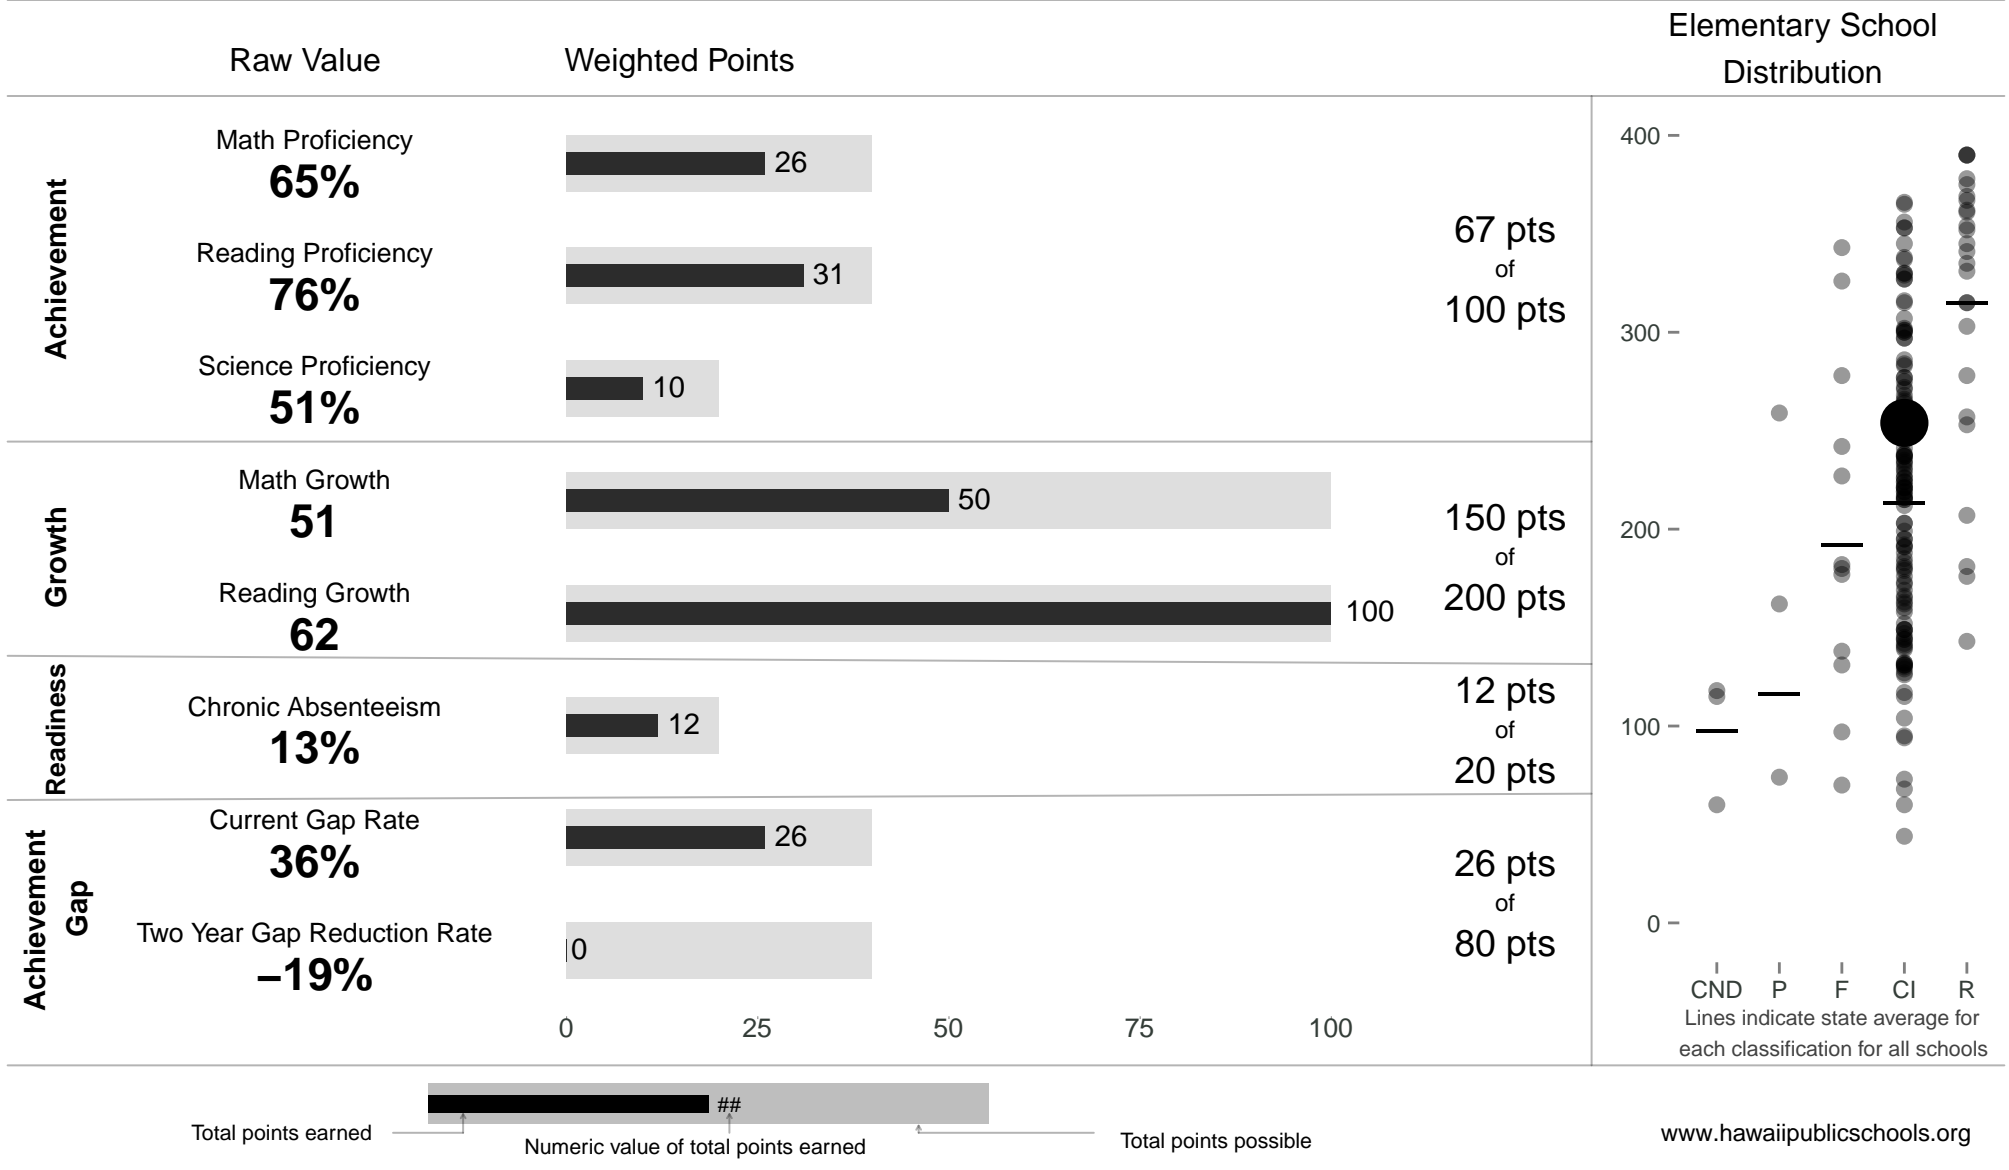 Raw Value
Weighted Points
Elementary School
Distribution
Achievement
Math Proficiency
65%
26
Reading Proficiency
76%
31
Science Proficiency
51%
10
67 pts
of
100 pts
Growth
Math Growth
51
50
Reading Growth
62
100
150 pts
of
200 pts
Readiness
Chronic Absenteeism
13%
12
12 pts
of
20 pts
Achievement
Gap
Current Gap Rate
36%
26
Two Year Gap Reduction Rate
–19%
0
26 pts
of
80 pts
0 25 50 75 100
400
300
200
100
0
CND P F CI R
Lines indicate state average for
each classification for all schools
##
Total points earned
Numeric value of total points earned
Total points possible
www.hawaiipublicschools.org